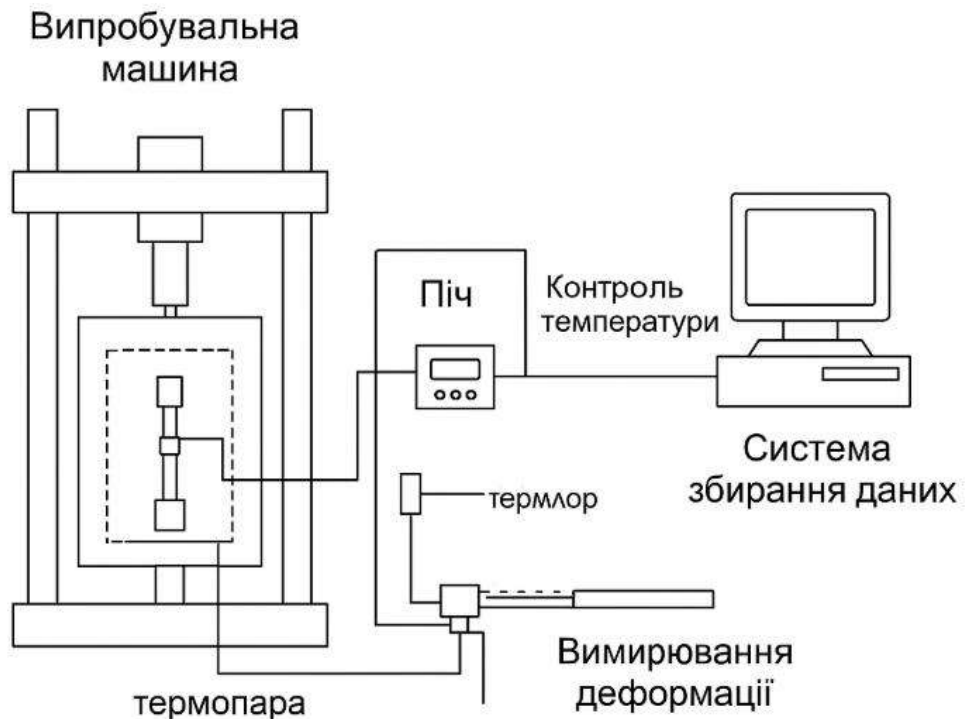 Випробувальна
машина
Піч
Контроль
температури
Система
збирання даних
термлор
Вимирювання
деформації
термопара